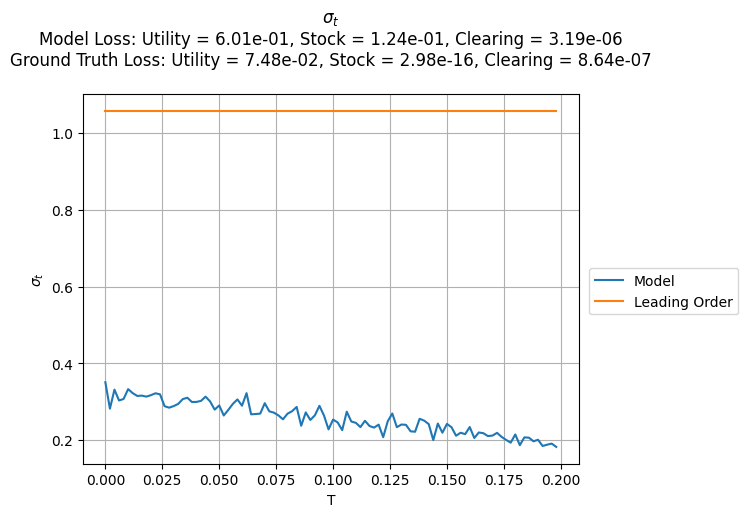 σ_t
Model Loss: Utility = 6.01e-01, Stock = 1.24e-01, Clearing = 3.19e-06
Ground Truth Loss: Utility = 7.48e-02, Stock = 2.98e-16, Clearing = 8.64e-07
1.0
0.8
0.6
0.4
0.2
σ_t
0.000 0.025 0.050 0.075 0.100 0.125 0.150 0.175 0.200
T
Model
Leading Order